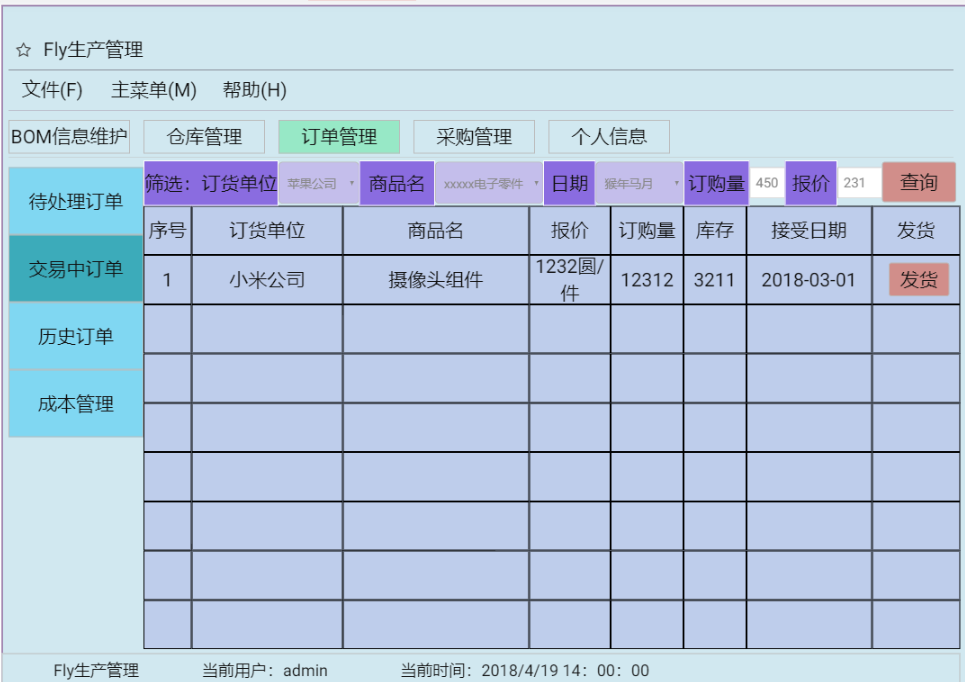 ☆ Fly生产管理
文件(F) 主菜单(M) 帮助(H)
BOM信息维护 仓库管理 订单管理 采购管理 个人信息
筛选：订货单位 苹果公司 商品名 xxxxx电子零件 日期 猴年马月 订购量 450 报价 231 查询
待处理订单
交易中订单
历史订单
成本管理
序号 订货单位 商品名 报价 订购量 库存 接受日期 发货
1 小米公司 摄像头组件 1232圆/件 12312 3211 2018-03-01 发货
Fly生产管理 当前用户：admin 当前时间：2018/4/19 14：00：00